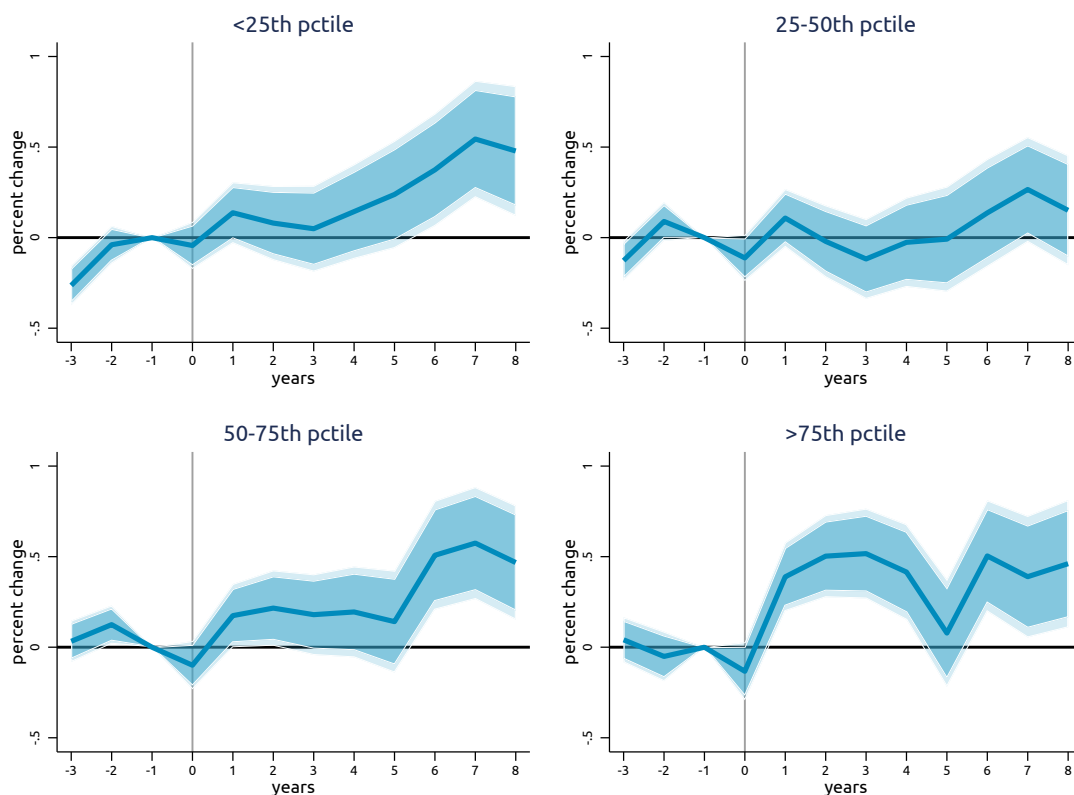 <25th pctile
percent change
1
.5
0
-.5
-3 -2 -1 0 1 2 3 4 5 6 7 8
years
25-50th pctile
percent change
1
.5
0
-.5
-3 -2 -1 0 1 2 3 4 5 6 7 8
years
50-75th pctile
percent change
1
.5
0
-.5
-3 -2 -1 0 1 2 3 4 5 6 7 8
years
>75th pctile
percent change
1
.5
0
-.5
-3 -2 -1 0 1 2 3 4 5 6 7 8
years